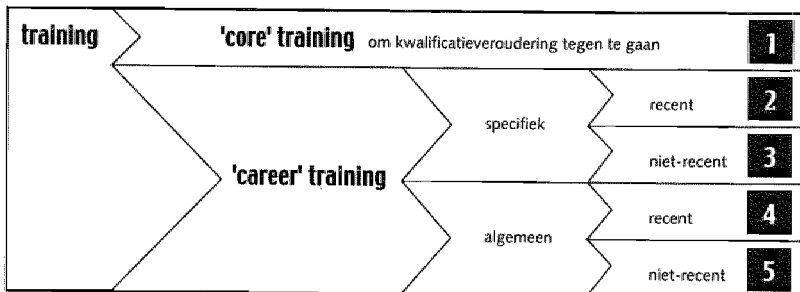 training
'core' training om kwalificatieveroudering tegen te gaan 1
'career' training
specifiek
recent 2
niet-recent 3
algemeen
recent 4
niet-recent 5